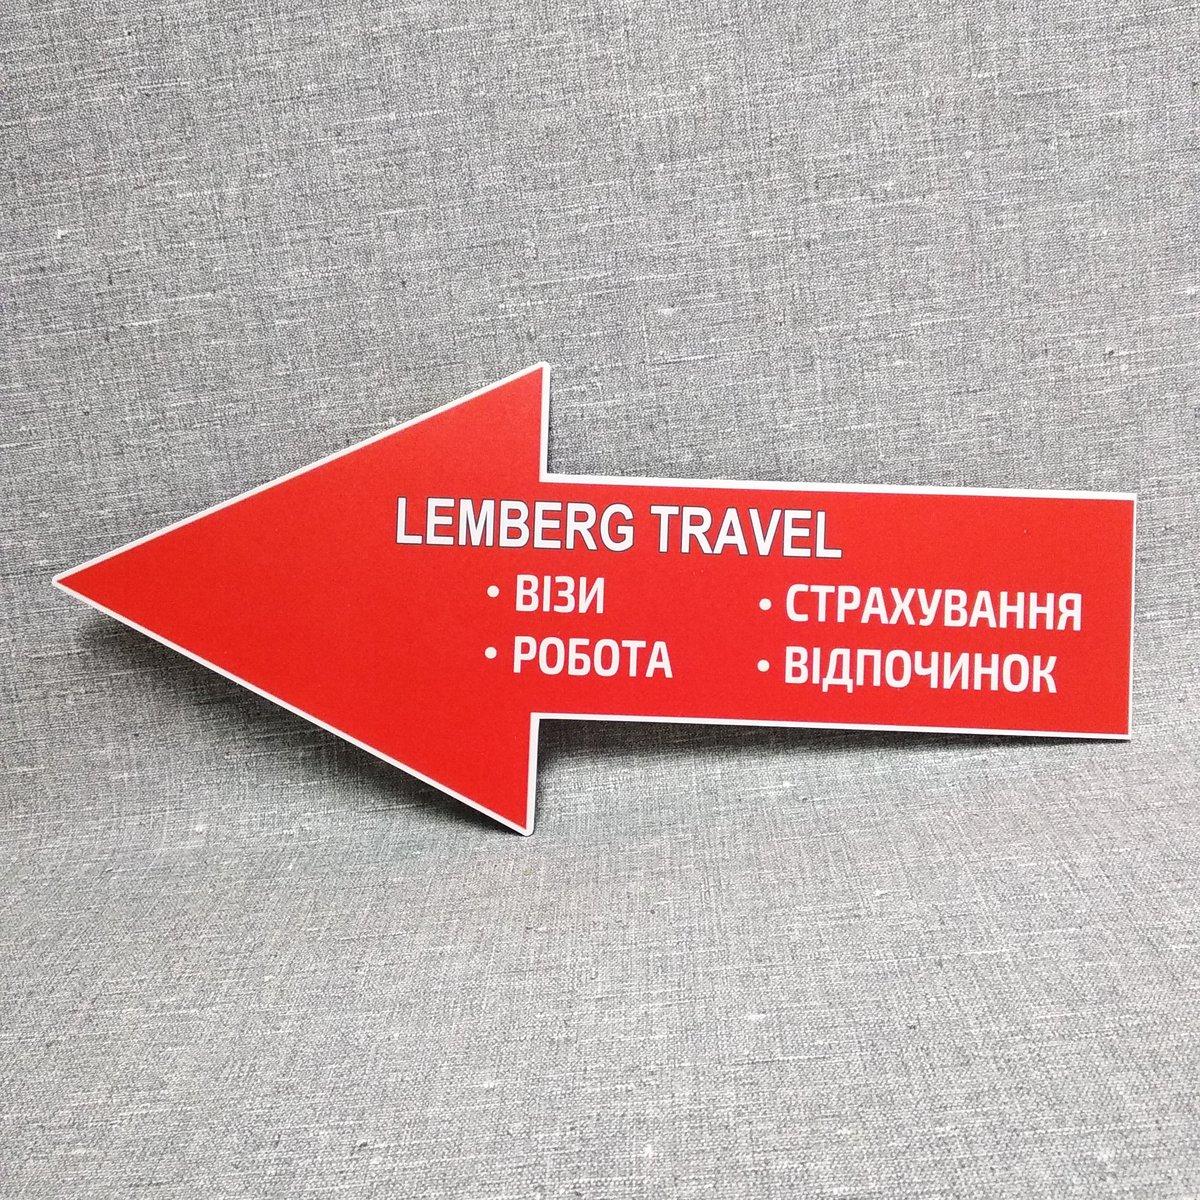 LEMBERG TRAVEL
• ВІЗИ
• РОБОТА
• СТРАХУВАННЯ
• ВІДПОЧИНОК